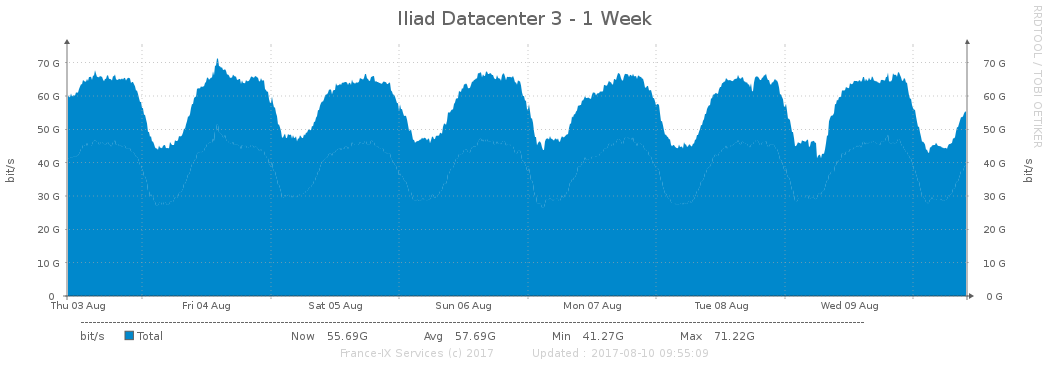 Iliad Datacenter 3 - 1 Week
RRDTOOL / TOBI OETIKER
70 G 70 G
60 G 60 G
50 G 50 G
40 G 40 G
30 G 30 G
20 G 20 G
10 G 10 G
0 0 G
bit/s bit/s
Thu 03 Aug Fri 04 Aug Sat 05 Aug Sun 06 Aug Mon 07 Aug Tue 08 Aug Wed 09 Aug
bit/s Total Now 55.69G Avg 57.69G Min 41.27G Max 71.22G
France-IX Services (c) 2017 Updated : 2017-08-10 09:55:09